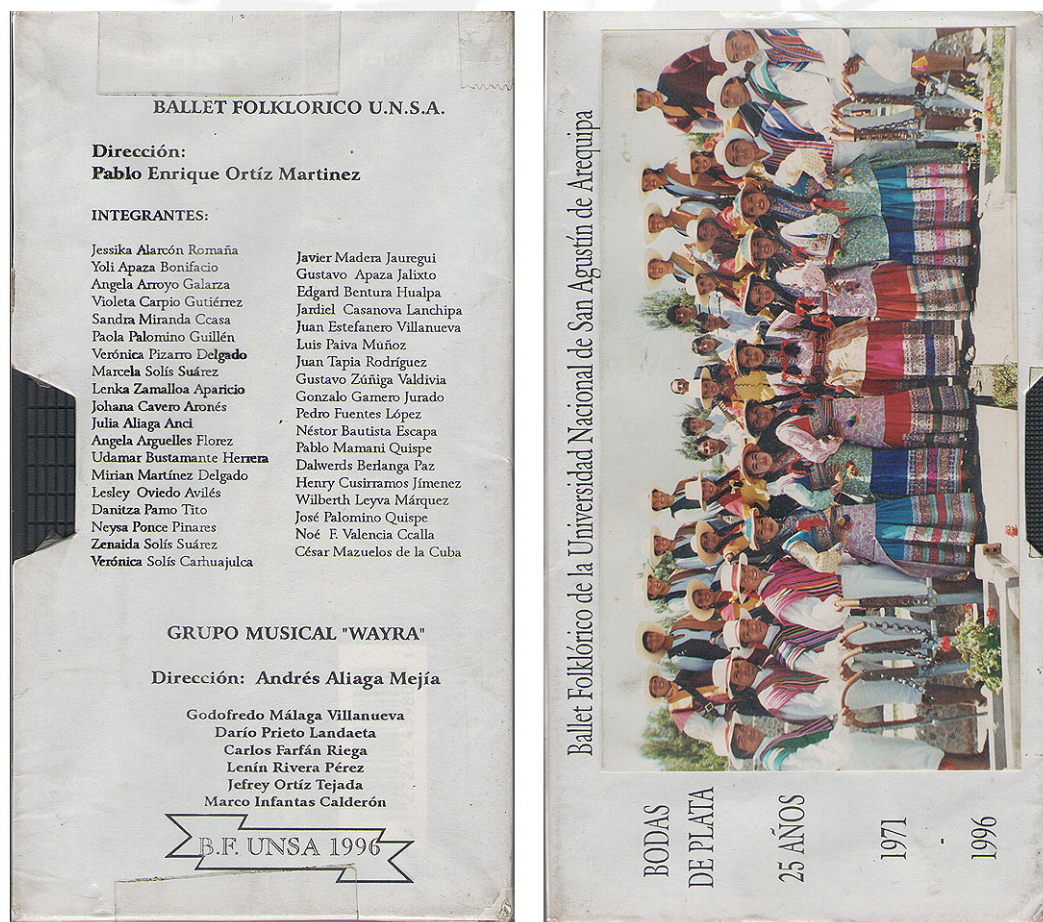 BALLET FOLKLORICO U.N.S.A.
Dirección:
Pablo Enrique Ortíz Martinez
INTEGRANTES:
Jessika Alarcón Romaña
Yoli Apaza Bonifacio
Angela Arroyo Galarza
Violeta Carpio Gutiérrez
Sandra Miranda Ccasa
Paola Palomino Guillén
Verónica Pizarro Delgado
Marcela Solís Suárez
Lenka Zamalloa Aparicio
Johana Cavero Aronés
Julia Aliaga Anci
Angela Arguelles Florez
Udamar Bustamante Herrera
Mirian Martínez Delgado
Lesley Oviedo Avilés
Danitza Pamo Tito
Neysa Ponce Pinares
Zenaida Solís Suárez
Verónica Solís Carhuajulca
Javier Madera Jauregui
Gustavo Apaza Jalixto
Edgard Bentura Hualpa
Jardiel Casanova Lanchipa
Juan Estefanero Villanueva
Luis Paiva Muñoz
Juan Tapia Rodríguez
Gustavo Zúñiga Valdivia
Gonzalo Gamero Jurado
Pedro Fuentes López
Néstor Bautista Escapa
Pablo Mamani Quispe
Dalwerds Berlanga Paz
Henry Cusirramos Jímenez
Wilberth Leyva Márquez
José Palomino Quispe
Noé F. Valencia Ccalla
César Mazuelos de la Cuba
GRUPO MUSICAL "WAYRA"
Dirección: Andrés Aliaga Mejía
Godofredo Málaga Villanueva
Darío Prieto Landaeta
Carlos Farfán Riega
Lenín Rivera Pérez
Jefrey Ortíz Tejada
Marco Infantas Calderón
B.F. UNSA 1996
Ballet Folklórico de la Universidad Nacional de San Agustín de Arequipa
BODAS
DE PLATA
25 AÑOS
1971
-
1996